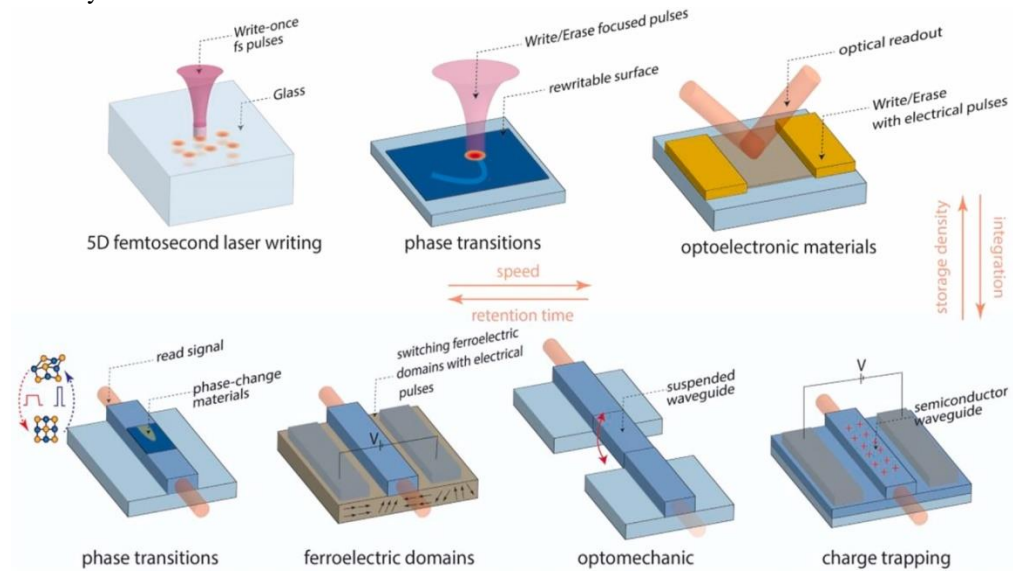 Write-once
fs pulses
Glass
5D femtosecond laser writing
Write/Erase focused pulses
rewritable surface
phase transitions
optical readout
Write/Erase
with electrical pulses
optoelectronic materials
speed
retention time
storage density
integration
read signal
phase-change
materials
phase transitions
switching ferroelectric
domains with electrical
pulses
V
ferroelectric domains
suspended
waveguide
optomechanic
V
semiconductor
waveguide
charge trapping